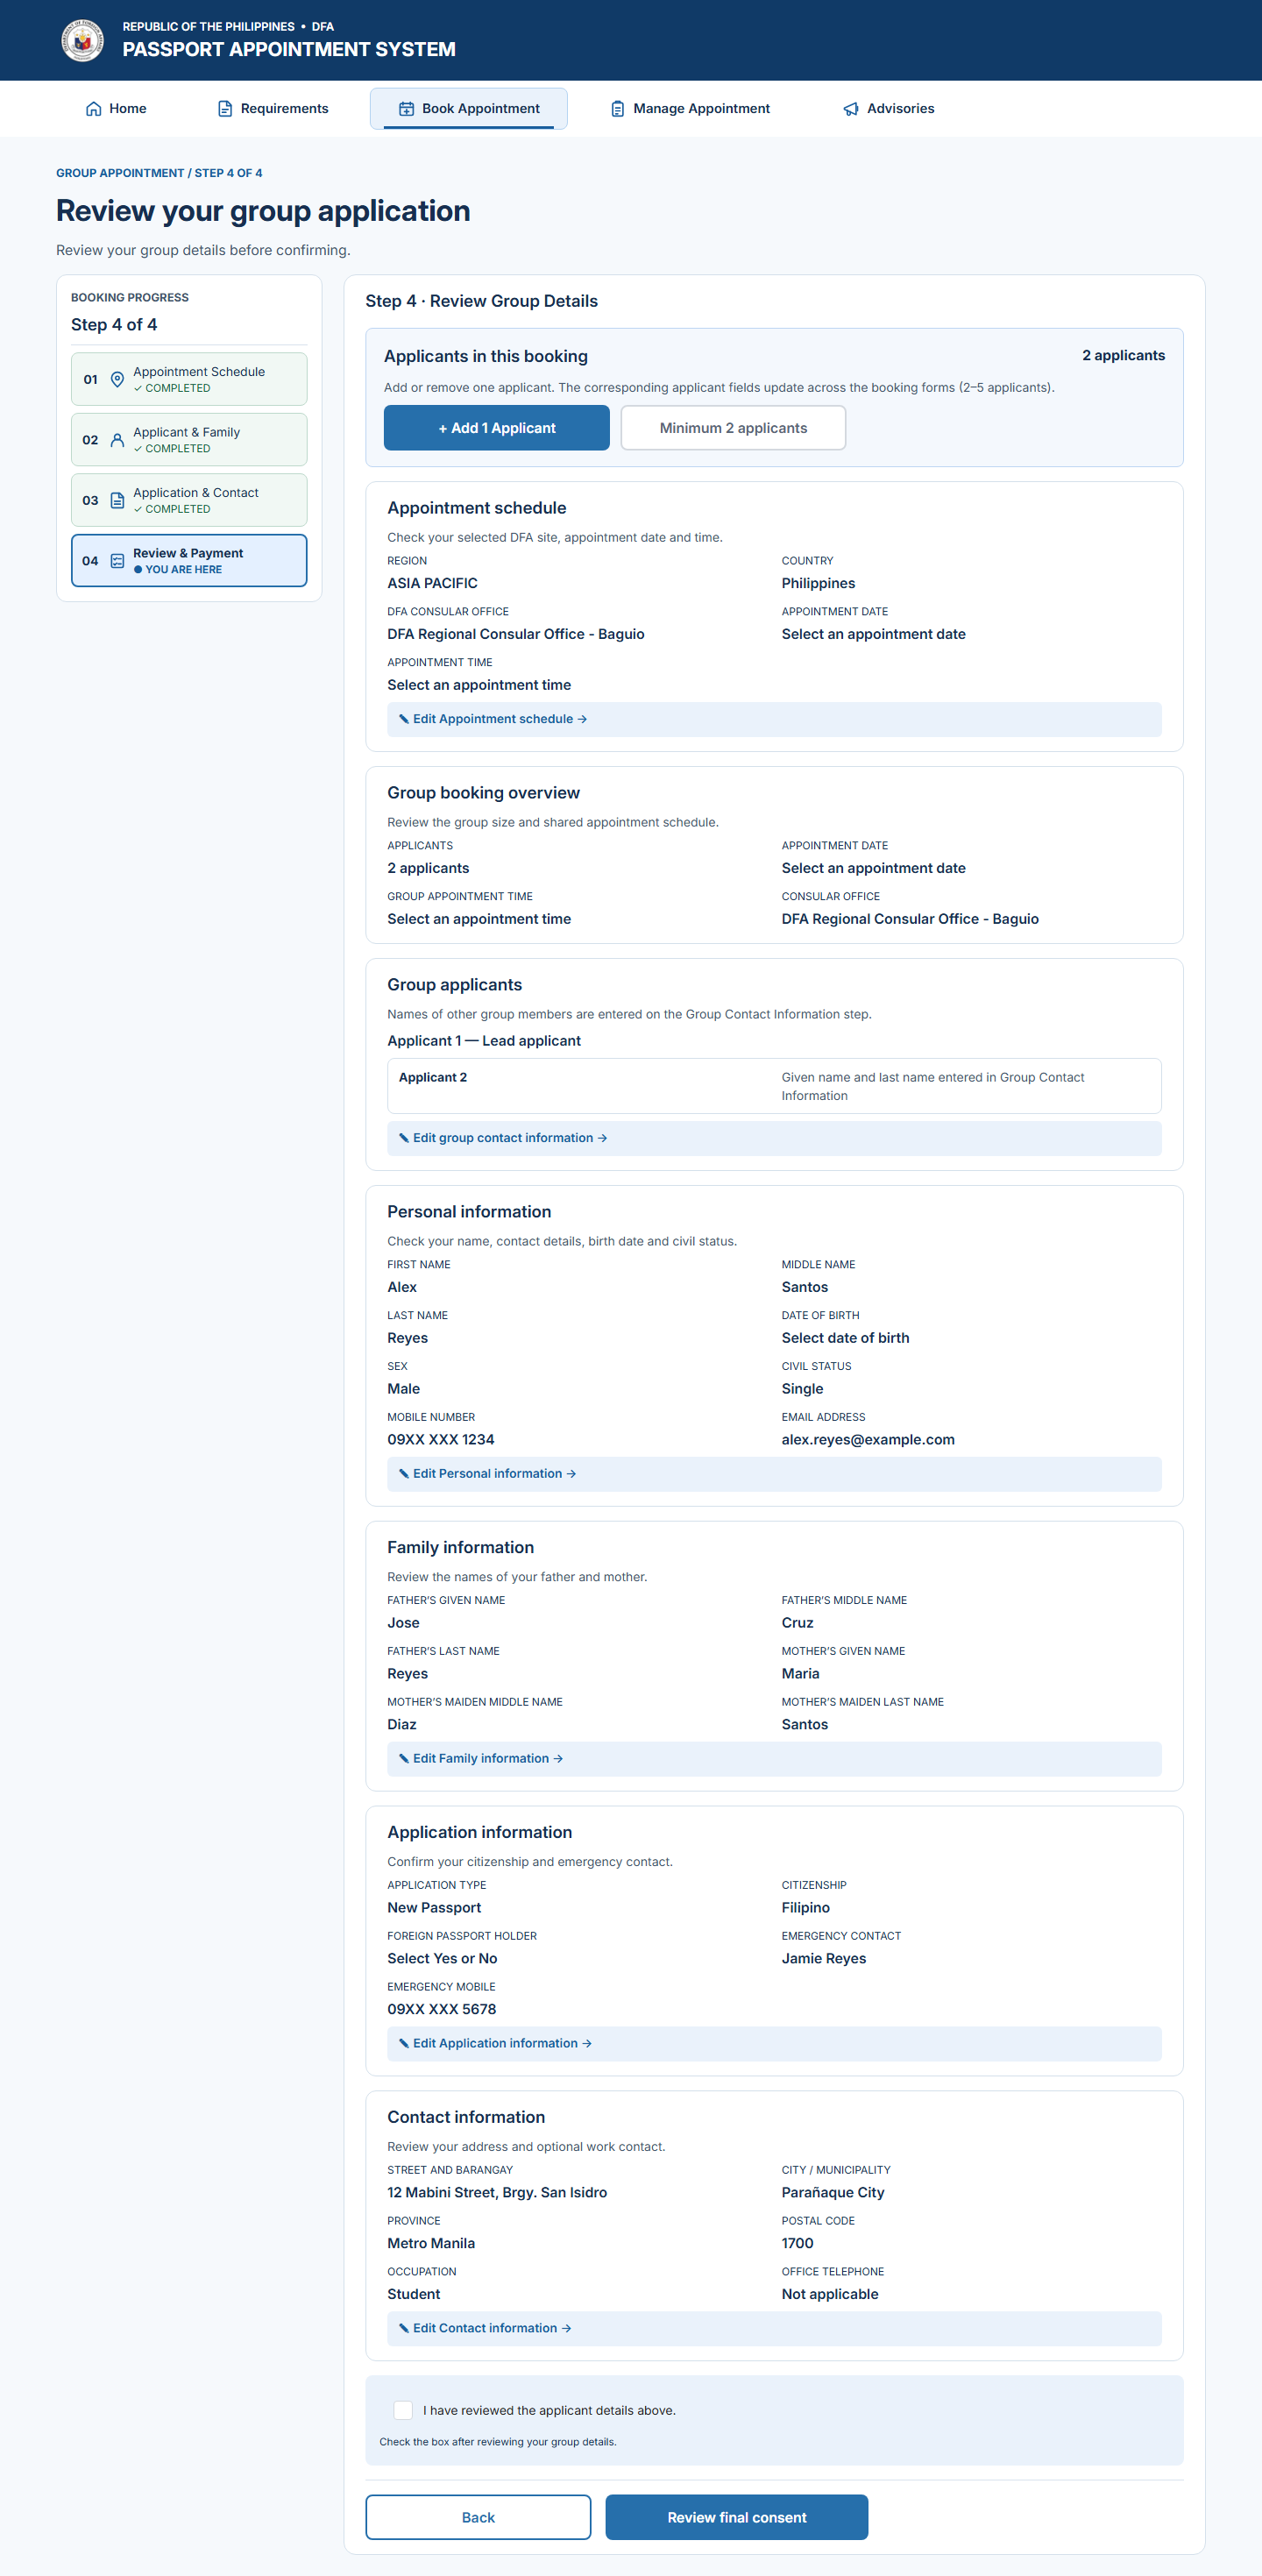 REPUBLIC OF THE PHILIPPINES • DFA
PASSPORT APPOINTMENT SYSTEM
Home
Requirements
Book Appointment
Manage Appointment
Advisories
GROUP APPOINTMENT / STEP 4 OF 4
Review your group application
Review your group details before confirming.
BOOKING PROGRESS
Step 4 of 4
01 Appointment Schedule
✓ COMPLETED
02 Applicant & Family
✓ COMPLETED
03 Application & Contact
✓ COMPLETED
04 Review & Payment
● YOU ARE HERE
Step 4 · Review Group Details
Applicants in this booking
2 applicants
Add or remove one applicant. The corresponding applicant fields update across the booking forms (2–5 applicants).
+ Add 1 Applicant
Minimum 2 applicants
Appointment schedule
Check your selected DFA site, appointment date and time.
REGION
ASIA PACIFIC
COUNTRY
Philippines
DFA CONSULAR OFFICE
DFA Regional Consular Office - Baguio
APPOINTMENT DATE
Select an appointment date
APPOINTMENT TIME
Select an appointment time
✎ Edit Appointment schedule →
Group booking overview
Review the group size and shared appointment schedule.
APPLICANTS
2 applicants
APPOINTMENT DATE
Select an appointment date
GROUP APPOINTMENT TIME
Select an appointment time
CONSULAR OFFICE
DFA Regional Consular Office - Baguio
Group applicants
Names of other group members are entered on the Group Contact Information step.
Applicant 1 — Lead applicant
Applicant 2
Given name and last name entered in Group Contact
Information
✎ Edit group contact information →
Personal information
Check your name, contact details, birth date and civil status.
FIRST NAME
Alex
MIDDLE NAME
Santos
LAST NAME
Reyes
DATE OF BIRTH
Select date of birth
SEX
Male
CIVIL STATUS
Single
MOBILE NUMBER
09XX XXX 1234
EMAIL ADDRESS
alex.reyes@example.com
✎ Edit Personal information →
Family information
Review the names of your father and mother.
FATHER'S GIVEN NAME
Jose
FATHER'S MIDDLE NAME
Cruz
FATHER'S LAST NAME
Reyes
MOTHER'S GIVEN NAME
Maria
MOTHER'S MAIDEN MIDDLE NAME
Diaz
MOTHER'S MAIDEN LAST NAME
Santos
✎ Edit Family information →
Application information
Confirm your citizenship and emergency contact.
APPLICATION TYPE
New Passport
CITIZENSHIP
Filipino
FOREIGN PASSPORT HOLDER
Select Yes or No
EMERGENCY CONTACT
Jamie Reyes
EMERGENCY MOBILE
09XX XXX 5678
✎ Edit Application information →
Contact information
Review your address and optional work contact.
STREET AND BARANGAY
12 Mabini Street, Brgy. San Isidro
CITY / MUNICIPALITY
Parañaque City
PROVINCE
Metro Manila
POSTAL CODE
1700
OCCUPATION
Student
OFFICE TELEPHONE
Not applicable
✎ Edit Contact information →
I have reviewed the applicant details above.
Check the box after reviewing your group details.
Back
Review final consent